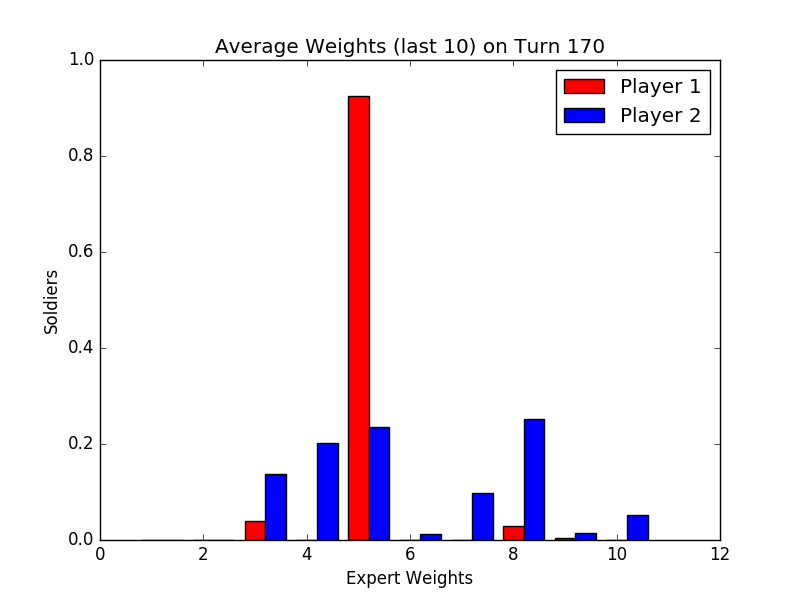 Average Weights (last 10) on Turn 170
1.0
Player 1
Player 2
0.8
0.6
Soldiers
0.4
0.2
0.0
0 2 4 6 8 10 12
Expert Weights